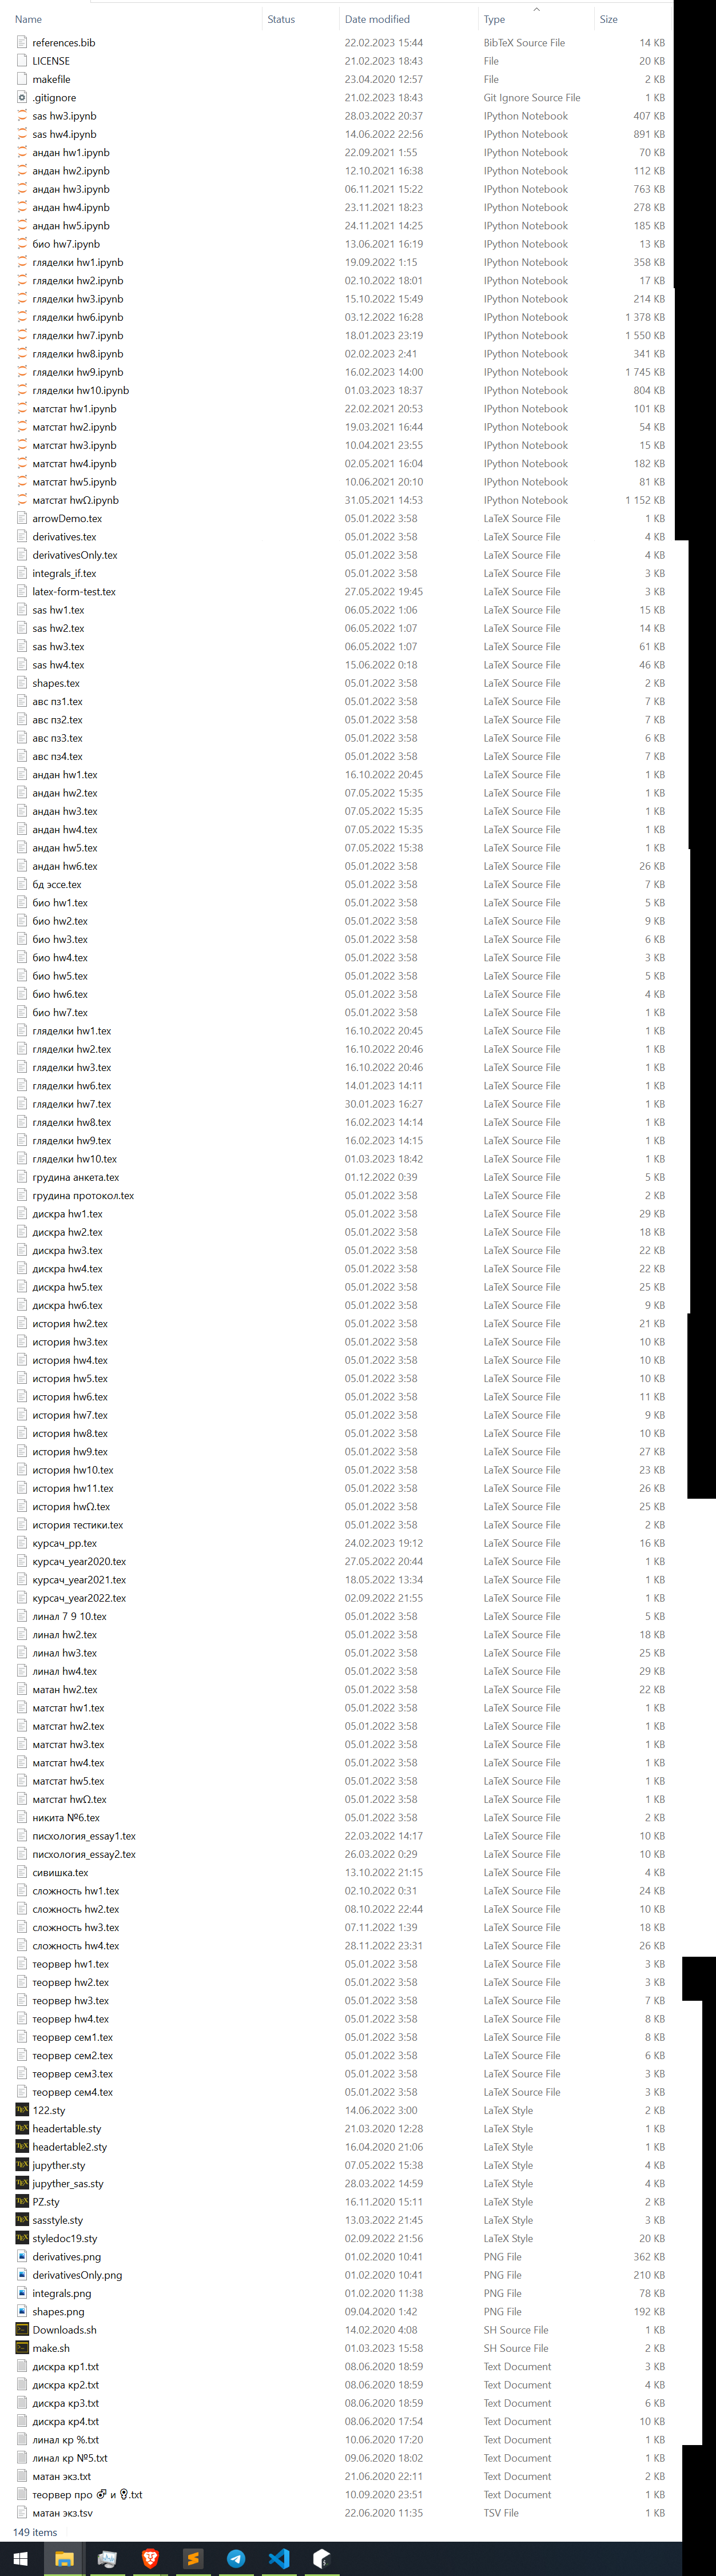 Name Status Date modified Type Size
references.bib 22.02.2023 15:44 BibTeX Source File 14 KB
LICENSE 21.02.2023 18:43 File 20 KB
makefile 23.04.2020 12:57 File 2 KB
.gitignore 21.02.2023 18:43 Git Ignore Source File 1 KB
sas hw3.ipynb 28.03.2022 20:37 IPython Notebook 407 KB
sas hw4.ipynb 14.06.2022 22:56 IPython Notebook 891 KB
андан hw1.ipynb 22.09.2021 1:55 IPython Notebook 70 KB
андан hw2.ipynb 12.10.2021 16:38 IPython Notebook 112 KB
андан hw3.ipynb 06.11.2021 15:22 IPython Notebook 763 KB
андан hw4.ipynb 23.11.2021 18:23 IPython Notebook 278 KB
андан hw5.ipynb 24.11.2021 14:25 IPython Notebook 185 KB
био hw7.ipynb 13.06.2021 16:19 IPython Notebook 13 KB
гляделки hw1.ipynb 19.09.2022 1:15 IPython Notebook 358 KB
гляделки hw2.ipynb 02.10.2022 18:01 IPython Notebook 17 KB
гляделки hw3.ipynb 15.10.2022 15:49 IPython Notebook 214 KB
гляделки hw6.ipynb 03.12.2022 16:28 IPython Notebook 1 378 KB
гляделки hw7.ipynb 18.01.2023 23:19 IPython Notebook 1 550 KB
гляделки hw8.ipynb 02.02.2023 2:41 IPython Notebook 341 KB
гляделки hw9.ipynb 16.02.2023 14:00 IPython Notebook 1 745 KB
гляделки hw10.ipynb 01.03.2023 18:37 IPython Notebook 804 KB
матстат hw1.ipynb 22.02.2021 20:53 IPython Notebook 101 KB
матстат hw2.ipynb 19.03.2021 16:44 IPython Notebook 54 KB
матстат hw3.ipynb 10.04.2021 23:55 IPython Notebook 15 KB
матстат hw4.ipynb 02.05.2021 16:04 IPython Notebook 182 KB
матстат hw5.ipynb 10.06.2021 20:10 IPython Notebook 81 KB
матстат hwΩ.ipynb 31.05.2021 14:53 IPython Notebook 1 152 KB
arrowDemo.tex 05.01.2022 3:58 LaTeX Source File 1 KB
derivatives.tex 05.01.2022 3:58 LaTeX Source File 4 KB
derivativesOnly.tex 05.01.2022 3:58 LaTeX Source File 4 KB
integrals_if.tex 05.01.2022 3:58 LaTeX Source File 3 KB
latex-form-test.tex 27.05.2022 19:45 LaTeX Source File 3 KB
sas hw1.tex 06.05.2022 1:06 LaTeX Source File 15 KB
sas hw2.tex 06.05.2022 1:07 LaTeX Source File 14 KB
sas hw3.tex 06.05.2022 1:07 LaTeX Source File 61 KB
sas hw4.tex 15.06.2022 0:18 LaTeX Source File 46 KB
shapes.tex 05.01.2022 3:58 LaTeX Source File 2 KB
авс пз1.tex 05.01.2022 3:58 LaTeX Source File 7 KB
авс пз2.tex 05.01.2022 3:58 LaTeX Source File 7 KB
авс пз3.tex 05.01.2022 3:58 LaTeX Source File 6 KB
авс пз4.tex 05.01.2022 3:58 LaTeX Source File 7 KB
андан hw1.tex 16.10.2022 20:45 LaTeX Source File 1 KB
андан hw2.tex 07.05.2022 15:35 LaTeX Source File 1 KB
андан hw3.tex 07.05.2022 15:35 LaTeX Source File 1 KB
андан hw4.tex 07.05.2022 15:35 LaTeX Source File 1 KB
андан hw5.tex 07.05.2022 15:38 LaTeX Source File 1 KB
андан hw6.tex 05.01.2022 3:58 LaTeX Source File 26 KB
бд эссе.tex 05.01.2022 3:58 LaTeX Source File 7 KB
био hw1.tex 05.01.2022 3:58 LaTeX Source File 5 KB
био hw2.tex 05.01.2022 3:58 LaTeX Source File 9 KB
био hw3.tex 05.01.2022 3:58 LaTeX Source File 6 KB
био hw4.tex 05.01.2022 3:58 LaTeX Source File 3 KB
био hw5.tex 05.01.2022 3:58 LaTeX Source File 5 KB
био hw6.tex 05.01.2022 3:58 LaTeX Source File 4 KB
био hw7.tex 05.01.2022 3:58 LaTeX Source File 1 KB
гляделки hw1.tex 16.10.2022 20:45 LaTeX Source File 1 KB
гляделки hw2.tex 16.10.2022 20:46 LaTeX Source File 1 KB
гляделки hw3.tex 16.10.2022 20:46 LaTeX Source File 1 KB
гляделки hw6.tex 14.01.2023 14:11 LaTeX Source File 1 KB
гляделки hw7.tex 30.01.2023 16:27 LaTeX Source File 1 KB
гляделки hw8.tex 16.02.2023 14:14 LaTeX Source File 1 KB
гляделки hw9.tex 16.02.2023 14:15 LaTeX Source File 1 KB
гляделки hw10.tex 01.03.2023 18:42 LaTeX Source File 1 KB
грудина анкета.tex 01.12.2022 0:39 LaTeX Source File 5 KB
грудина протокол.tex 05.01.2022 3:58 LaTeX Source File 2 KB
дискра hw1.tex 05.01.2022 3:58 LaTeX Source File 29 KB
дискра hw2.tex 05.01.2022 3:58 LaTeX Source File 18 KB
дискра hw3.tex 05.01.2022 3:58 LaTeX Source File 22 KB
дискра hw4.tex 05.01.2022 3:58 LaTeX Source File 22 KB
дискра hw5.tex 05.01.2022 3:58 LaTeX Source File 25 KB
дискра hw6.tex 05.01.2022 3:58 LaTeX Source File 9 KB
история hw2.tex 05.01.2022 3:58 LaTeX Source File 21 KB
история hw3.tex 05.01.2022 3:58 LaTeX Source File 10 KB
история hw4.tex 05.01.2022 3:58 LaTeX Source File 10 KB
история hw5.tex 05.01.2022 3:58 LaTeX Source File 10 KB
история hw6.tex 05.01.2022 3:58 LaTeX Source File 11 KB
история hw7.tex 05.01.2022 3:58 LaTeX Source File 9 KB
история hw8.tex 05.01.2022 3:58 LaTeX Source File 10 KB
история hw9.tex 05.01.2022 3:58 LaTeX Source File 27 KB
история hw10.tex 05.01.2022 3:58 LaTeX Source File 23 KB
история hw11.tex 05.01.2022 3:58 LaTeX Source File 26 KB
история hwΩ.tex 05.01.2022 3:58 LaTeX Source File 25 KB
история тестики.tex 05.01.2022 3:58 LaTeX Source File 2 KB
курсач_pp.tex 24.02.2023 19:12 LaTeX Source File 16 KB
курсач_year2020.tex 27.05.2022 20:44 LaTeX Source File 1 KB
курсач_year2021.tex 18.05.2022 13:34 LaTeX Source File 1 KB
курсач_year2022.tex 02.09.2022 21:55 LaTeX Source File 1 KB
линал 7 9 10.tex 05.01.2022 3:58 LaTeX Source File 5 KB
линал hw2.tex 05.01.2022 3:58 LaTeX Source File 18 KB
линал hw3.tex 05.01.2022 3:58 LaTeX Source File 25 KB
линал hw4.tex 05.01.2022 3:58 LaTeX Source File 29 KB
матан hw2.tex 05.01.2022 3:58 LaTeX Source File 22 KB
матстат hw1.tex 05.01.2022 3:58 LaTeX Source File 1 KB
матстат hw2.tex 05.01.2022 3:58 LaTeX Source File 1 KB
матстат hw3.tex 05.01.2022 3:58 LaTeX Source File 1 KB
матстат hw4.tex 05.01.2022 3:58 LaTeX Source File 1 KB
матстат hw5.tex 05.01.2022 3:58 LaTeX Source File 1 KB
матстат hwΩ.tex 05.01.2022 3:58 LaTeX Source File 1 KB
никита №6.tex 05.01.2022 3:58 LaTeX Source File 2 KB
писхология_essay1.tex 22.03.2022 14:17 LaTeX Source File 10 KB
писхология_essay2.tex 26.03.2022 0:29 LaTeX Source File 10 KB
сивишка.tex 13.10.2022 21:15 LaTeX Source File 4 KB
сложность hw1.tex 02.10.2022 0:31 LaTeX Source File 24 KB
сложность hw2.tex 08.10.2022 22:44 LaTeX Source File 10 KB
сложность hw3.tex 07.11.2022 1:39 LaTeX Source File 18 KB
сложность hw4.tex 28.11.2022 23:31 LaTeX Source File 26 KB
теорвер hw1.tex 05.01.2022 3:58 LaTeX Source File 3 KB
теорвер hw2.tex 05.01.2022 3:58 LaTeX Source File 3 KB
теорвер hw3.tex 05.01.2022 3:58 LaTeX Source File 7 KB
теорвер hw4.tex 05.01.2022 3:58 LaTeX Source File 8 KB
теорвер сем1.tex 05.01.2022 3:58 LaTeX Source File 8 KB
теорвер сем2.tex 05.01.2022 3:58 LaTeX Source File 6 KB
теорвер сем3.tex 05.01.2022 3:58 LaTeX Source File 3 KB
теорвер сем4.tex 05.01.2022 3:58 LaTeX Source File 3 KB
122.sty 14.06.2022 3:00 LaTeX Style 2 KB
headertable.sty 21.03.2020 12:28 LaTeX Style 1 KB
headertable2.sty 16.04.2020 21:06 LaTeX Style 1 KB
jupyther.sty 07.05.2022 15:38 LaTeX Style 4 KB
jupyther_sas.sty 28.03.2022 14:59 LaTeX Style 4 KB
PZ.sty 16.11.2020 15:11 LaTeX Style 2 KB
sasstyle.sty 13.03.2022 21:45 LaTeX Style 3 KB
styledoc19.sty 02.09.2022 21:56 LaTeX Style 20 KB
derivatives.png 01.02.2020 10:41 PNG File 362 KB
derivativesOnly.png 01.02.2020 10:41 PNG File 210 KB
integrals.png 01.02.2020 11:38 PNG File 78 KB
shapes.png 09.04.2020 1:42 PNG File 192 KB
Downloads.sh 14.02.2020 4:08 SH Source File 1 KB
make.sh 01.03.2023 15:58 SH Source File 2 KB
дискра кр1.txt 08.06.2020 18:59 Text Document 3 KB
дискра кр2.txt 08.06.2020 18:59 Text Document 4 KB
дискра кр3.txt 08.06.2020 18:59 Text Document 6 KB
дискра кр4.txt 08.06.2020 17:54 Text Document 10 KB
линал кр %.txt 10.06.2020 17:20 Text Document 1 KB
линал кр №5.txt 09.06.2020 18:02 Text Document 1 KB
матан экз.txt 21.06.2020 22:11 Text Document 2 KB
теорвер про и .txt 10.09.2020 23:51 Text Document 1 KB
матан экз.tsv 22.06.2020 11:35 TSV File 1 KB
149 items